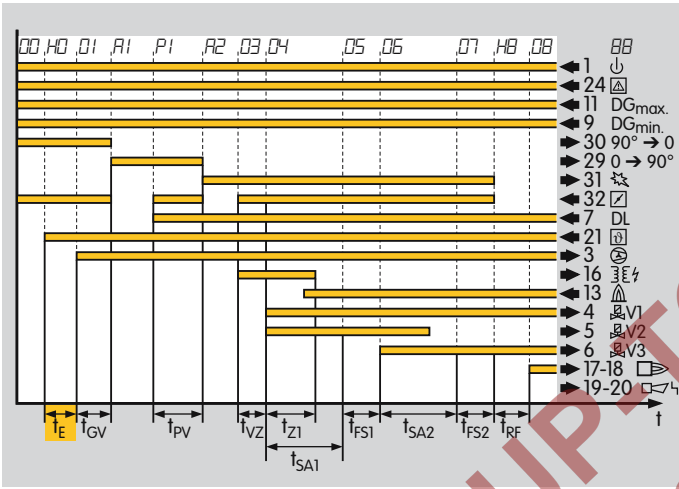 00 H0 01 A1 P1 A2 03 04 05 06 07 H8 08 88
1
24
11 DGmax.
9 DGmin.
30 90° → 0
29 0 → 90°
31
32
7 DL
21 ϑ
3
16
13
4 V1
5 V2
6 V3
17-18
19-20
t
tE tGV tPV tVZ tZ1 tFS1 tSA2 tFS2 tRF
tSA1